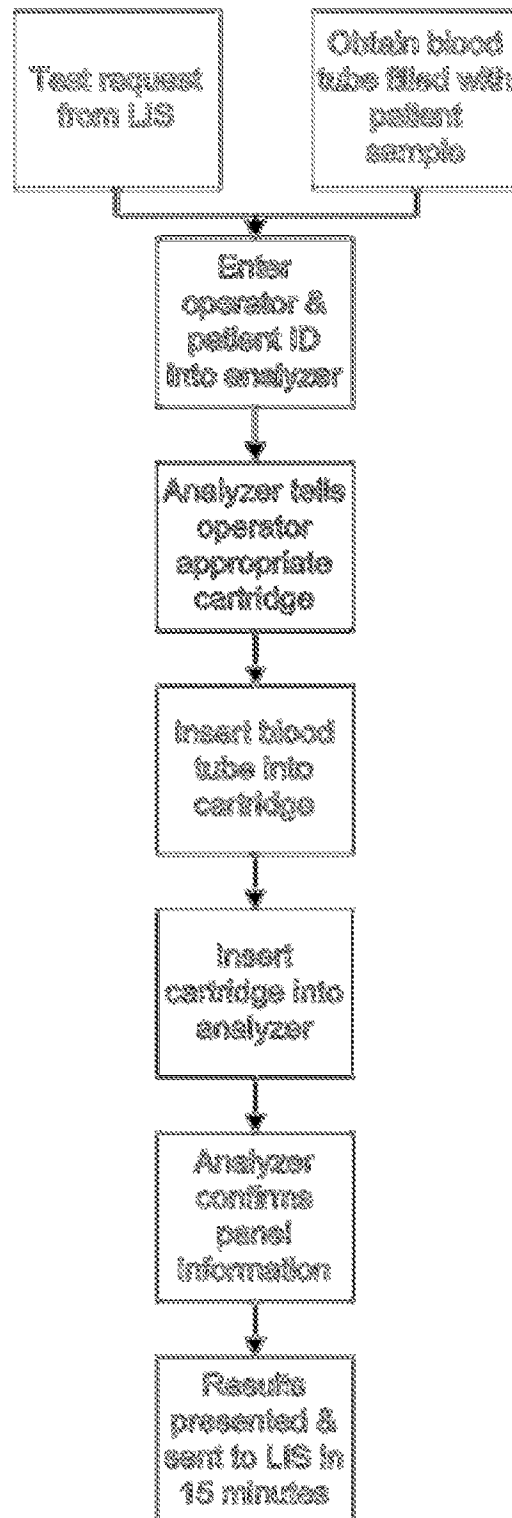 Test request
from LIS
Obtain blood
tube filled with
patient
sample
Enter
operator &
patient ID
into analyzer
Analyzer tells
operator
appropriate
cartridge
Insert blood
tube into
cartridge
Insert
cartridge into
analyzer
Analyzer
confirms
panel
information
Results
presented &
sent to LIS in
15 minutes